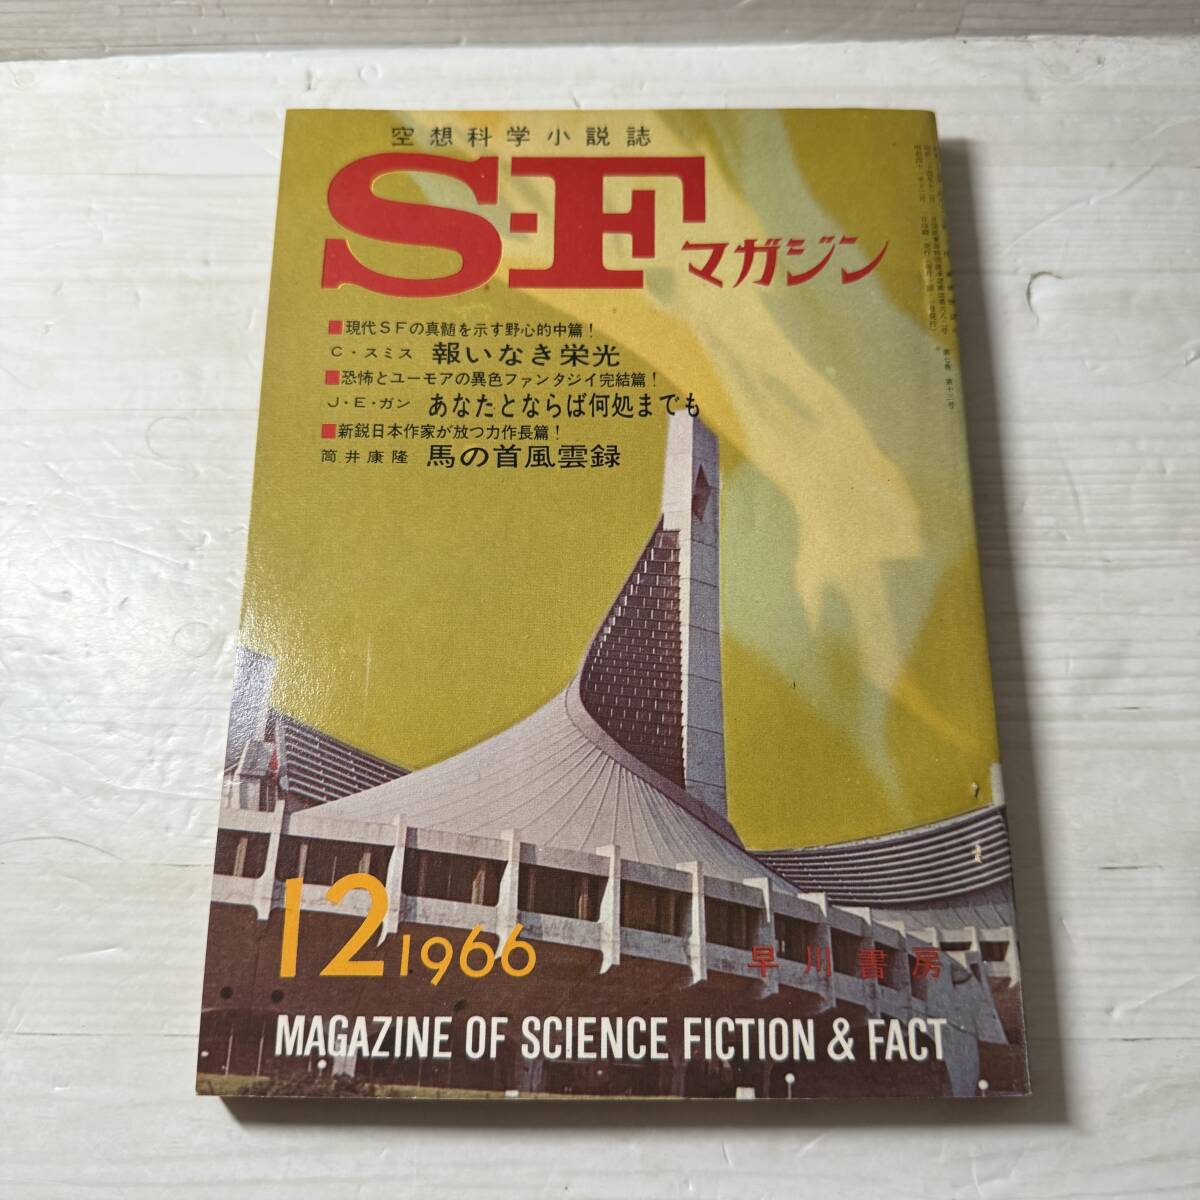 空想科学小説誌
S-Fマガジン
■現代SFの真髄を示す野心的中篇!
C・スミス 報いなき栄光
■恐怖とユーモアの異色ファンタジイ完結篇!
J・E・ガン あなたとならば何処までも
■新鋭日本作家が放つ力作長篇!
筒井康隆 馬の首風雲録
12 1966
早川書房
MAGAZINE OF SCIENCE FICTION & FACT